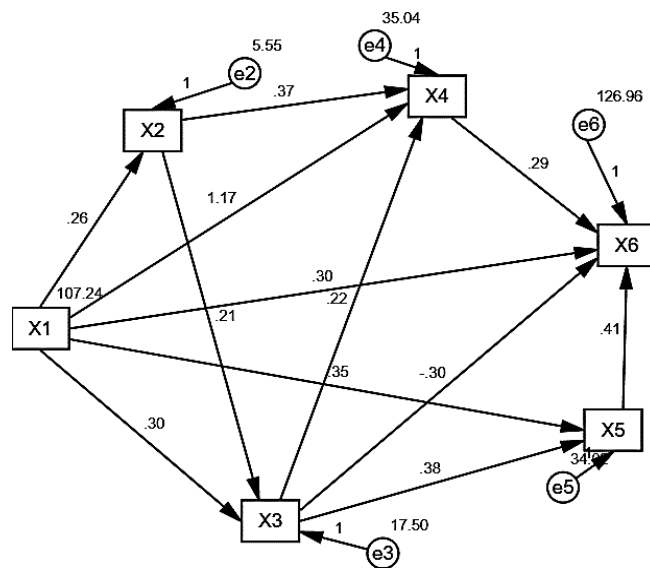 35.04
5.55
e4
1
e2
1
X4
.37
126.96
X2
e6
1.17
.29
1
.26
X6
107.24
.30
.22
X1
.21
.41
.35
-.30
.30
X5
.38
1
X3
e5
1
17.50
e3